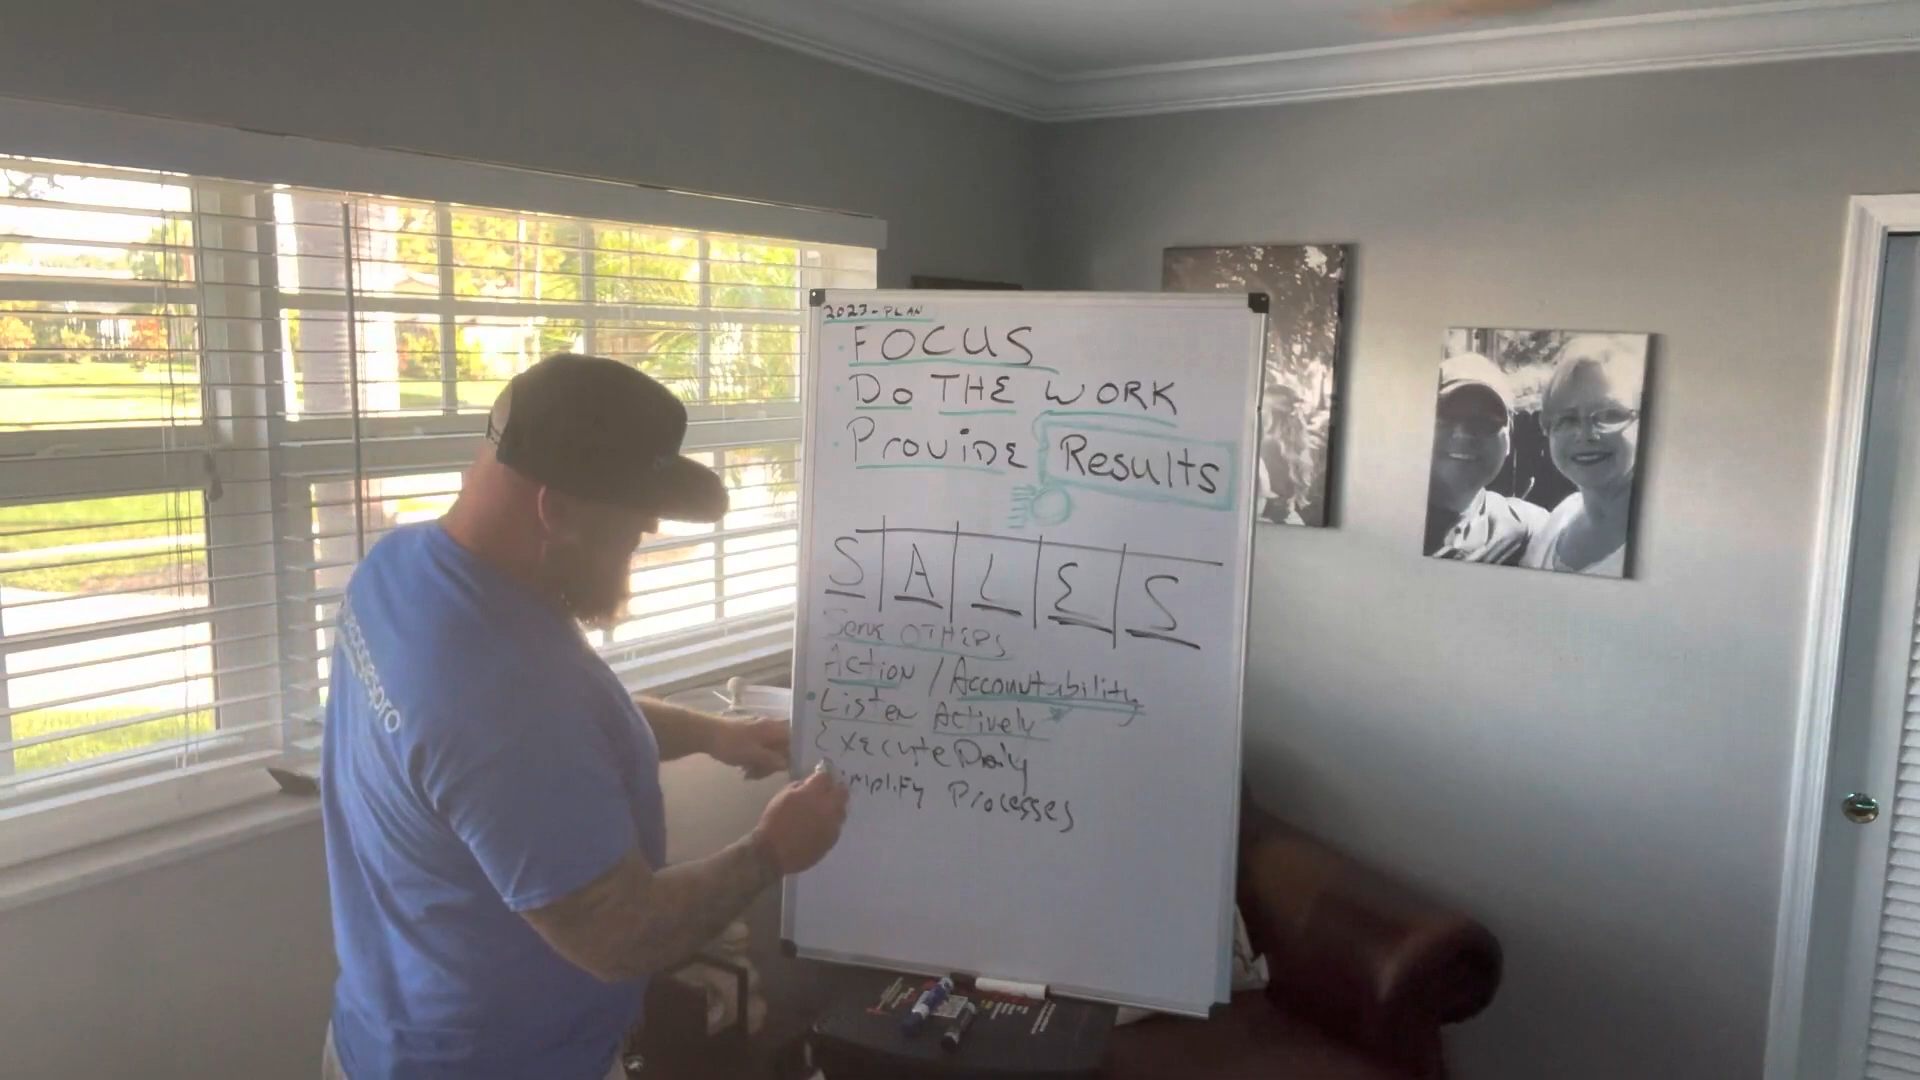 2023 - PLAN
FOCUS
Do THE WORK
PROVIDE Results
S A L E S
Serve OTHERS
Action / Accountability
Listen Actively
Execute Daily
Simplify Processes